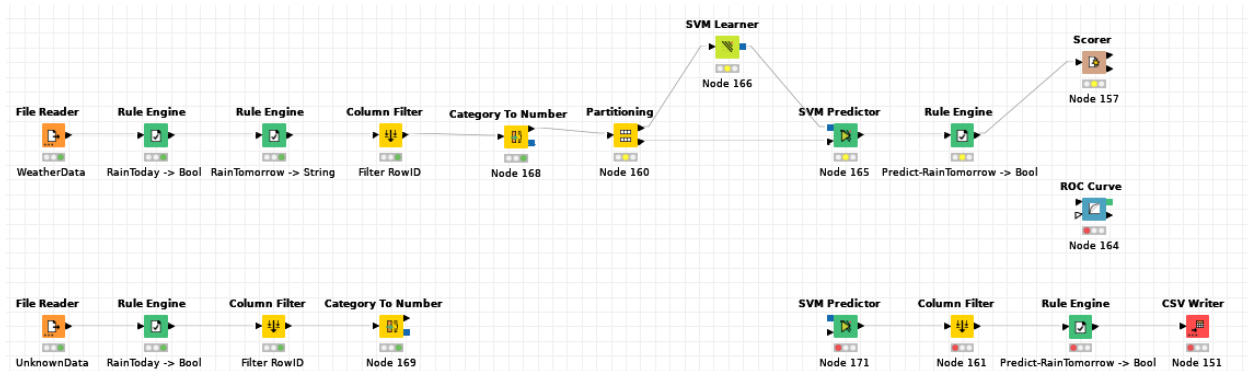 SVM Learner
Node 166
Scorer
Node 157
File Reader
WeatherData
Rule Engine
RainToday -> Bool
Rule Engine
RainTomorrow -> String
Column Filter
Filter RowID
Category To Number
Node 168
Partitioning
Node 160
SVM Predictor
Node 165
Rule Engine
Predict-RainTomorrow -> Bool
ROC Curve
Node 164
File Reader
UnknownData
Rule Engine
RainToday -> Bool
Column Filter
Filter RowID
Category To Number
Node 169
SVM Predictor
Node 171
Column Filter
Node 161
Rule Engine
Predict-RainTomorrow -> Bool
CSV Writer
Node 151